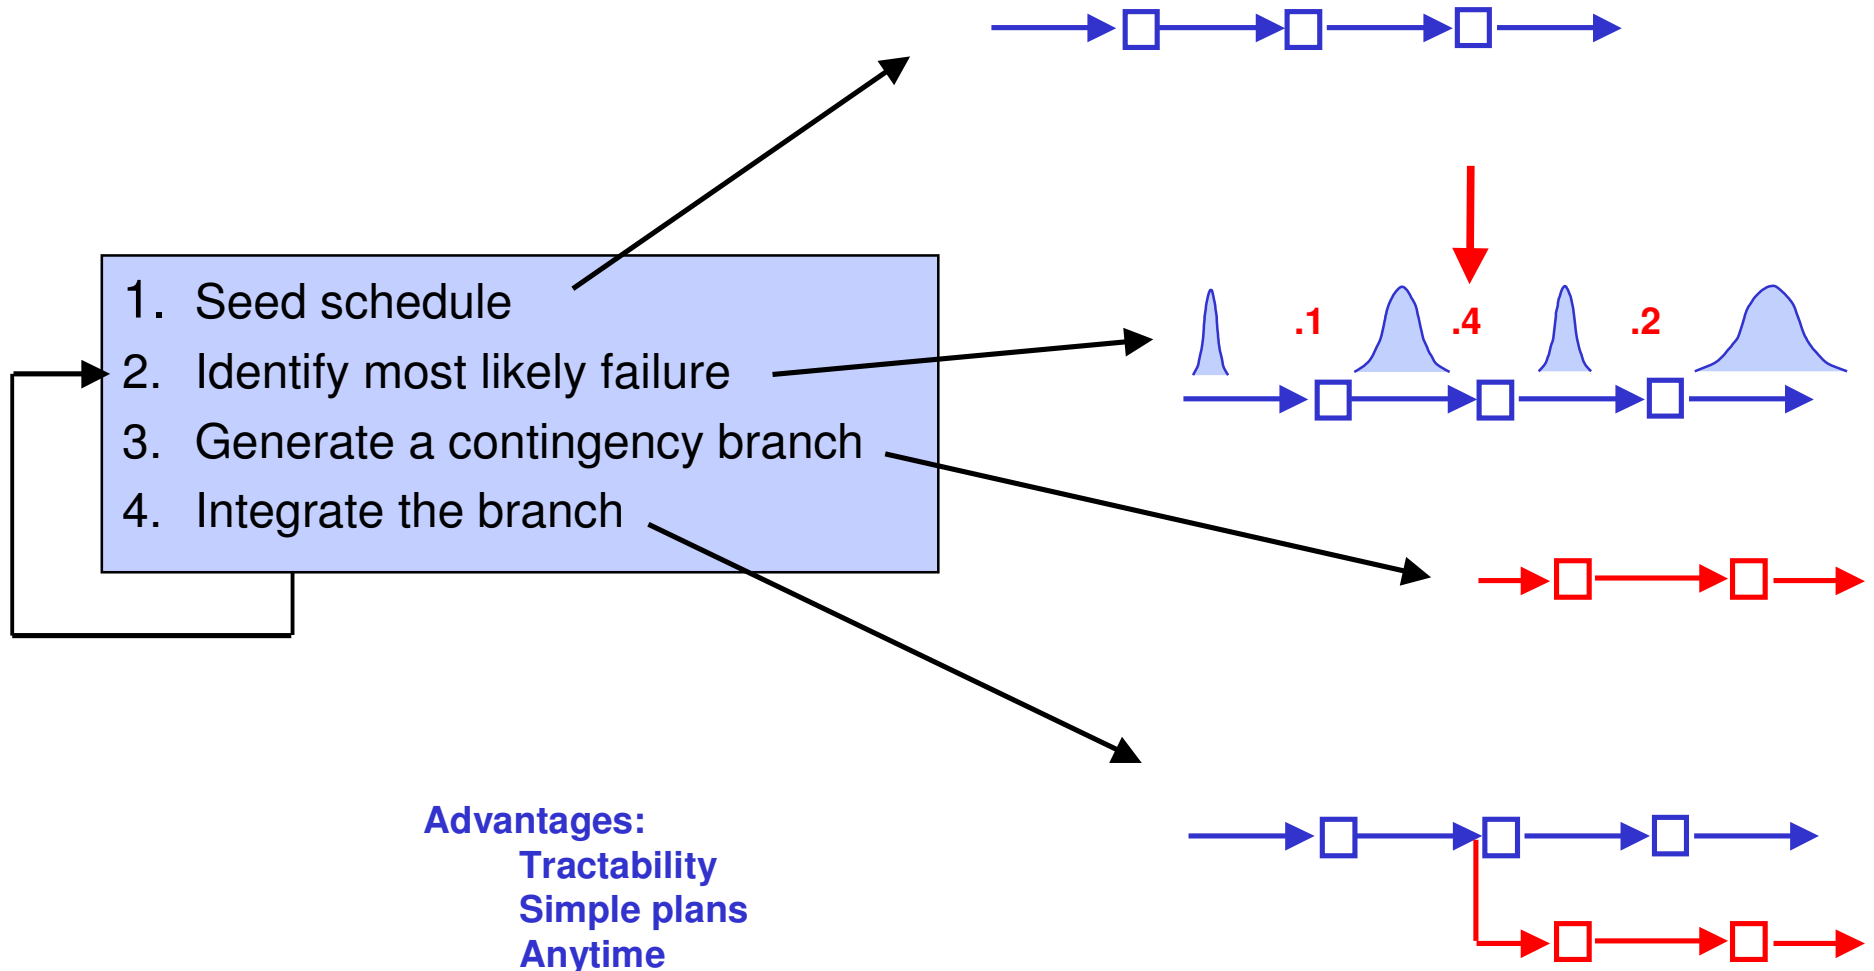 1. Seed schedule
2. Identify most likely failure
3. Generate a contingency branch
4. Integrate the branch
.1 .4 .2
Advantages:
Tractability
Simple plans
Anytime